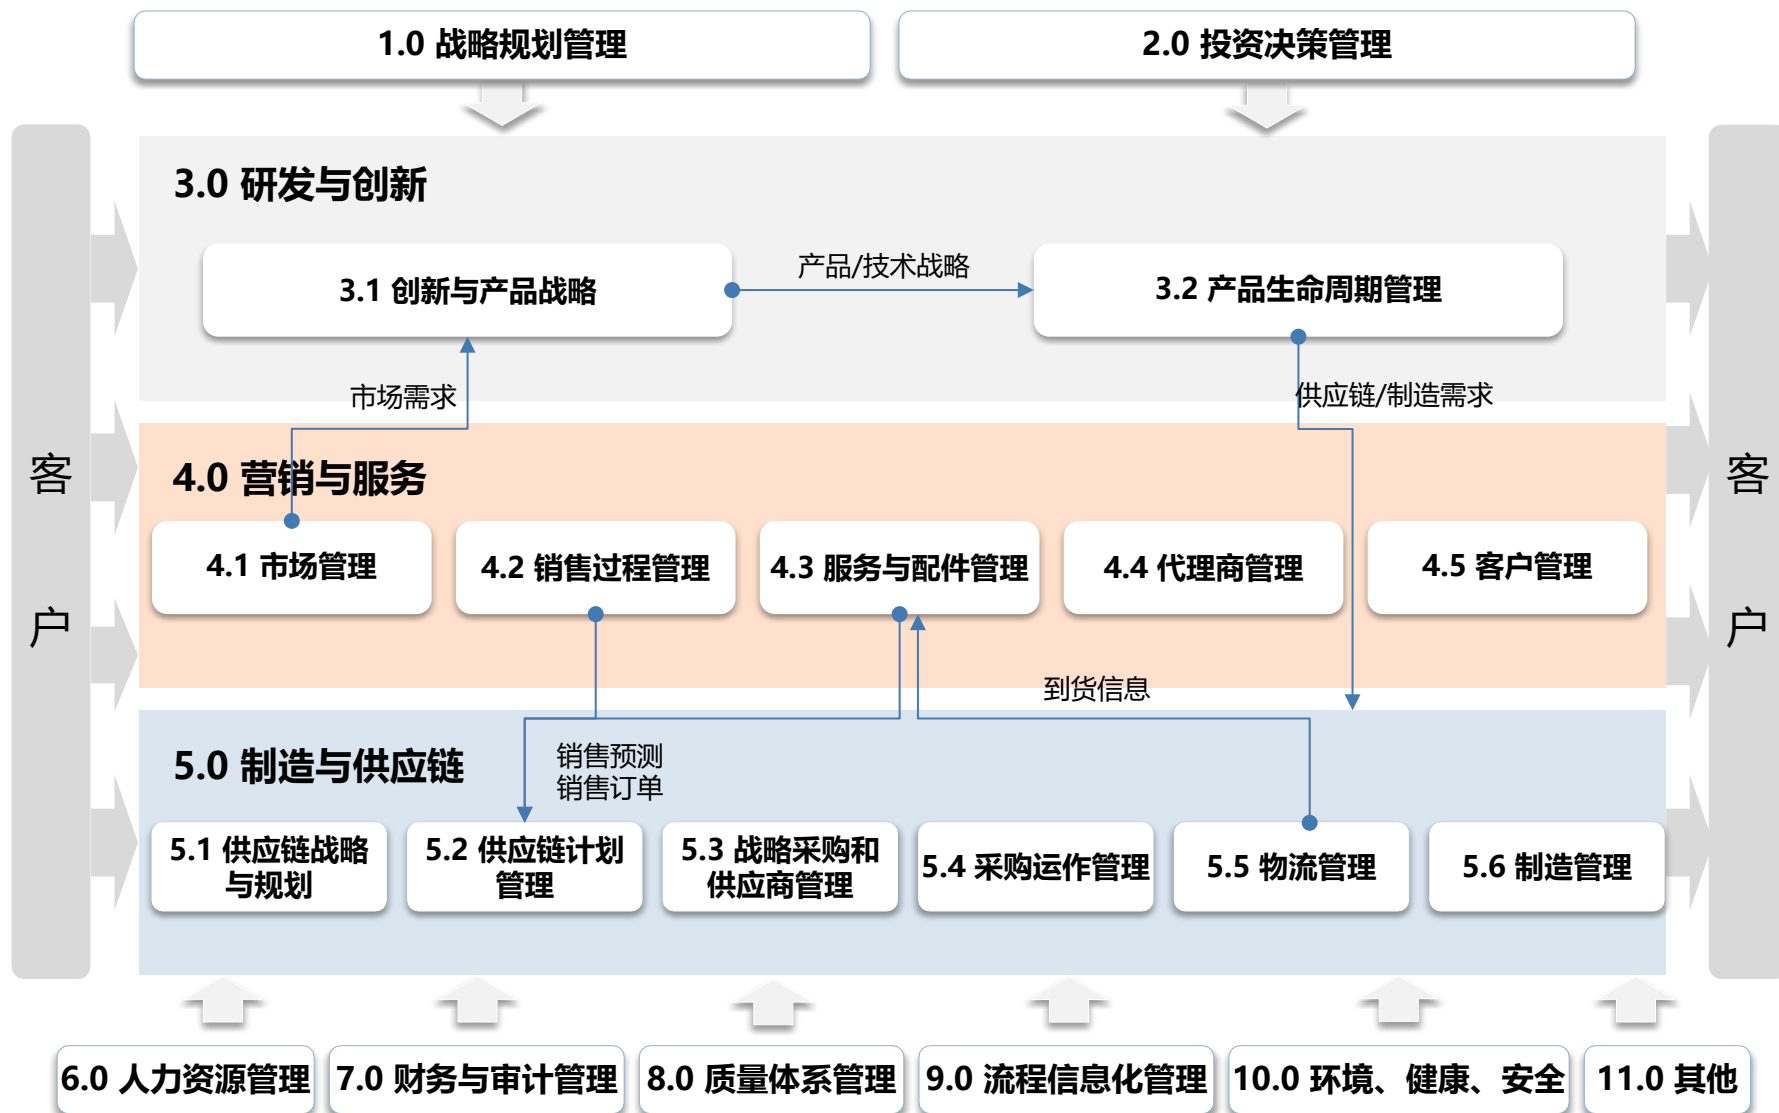 1.0 战略规划管理
2.0 投资决策管理
3.0 研发与创新
3.1 创新与产品战略
产品/技术战略
3.2 产品生命周期管理
市场需求
供应链/制造需求
客
户
客
户
4.0 营销与服务
4.1 市场管理
4.2 销售过程管理
4.3 服务与配件管理
4.4 代理商管理
4.5 客户管理
到货信息
5.0 制造与供应链
销售预测
销售订单
5.1 供应链战略
与规划
5.2 供应链计划
管理
5.3 战略采购和
供应商管理
5.4 采购运作管理
5.5 物流管理
5.6 制造管理
6.0 人力资源管理
7.0 财务与审计管理
8.0 质量体系管理
9.0 流程信息化管理
10.0 环境、健康、安全
11.0 其他